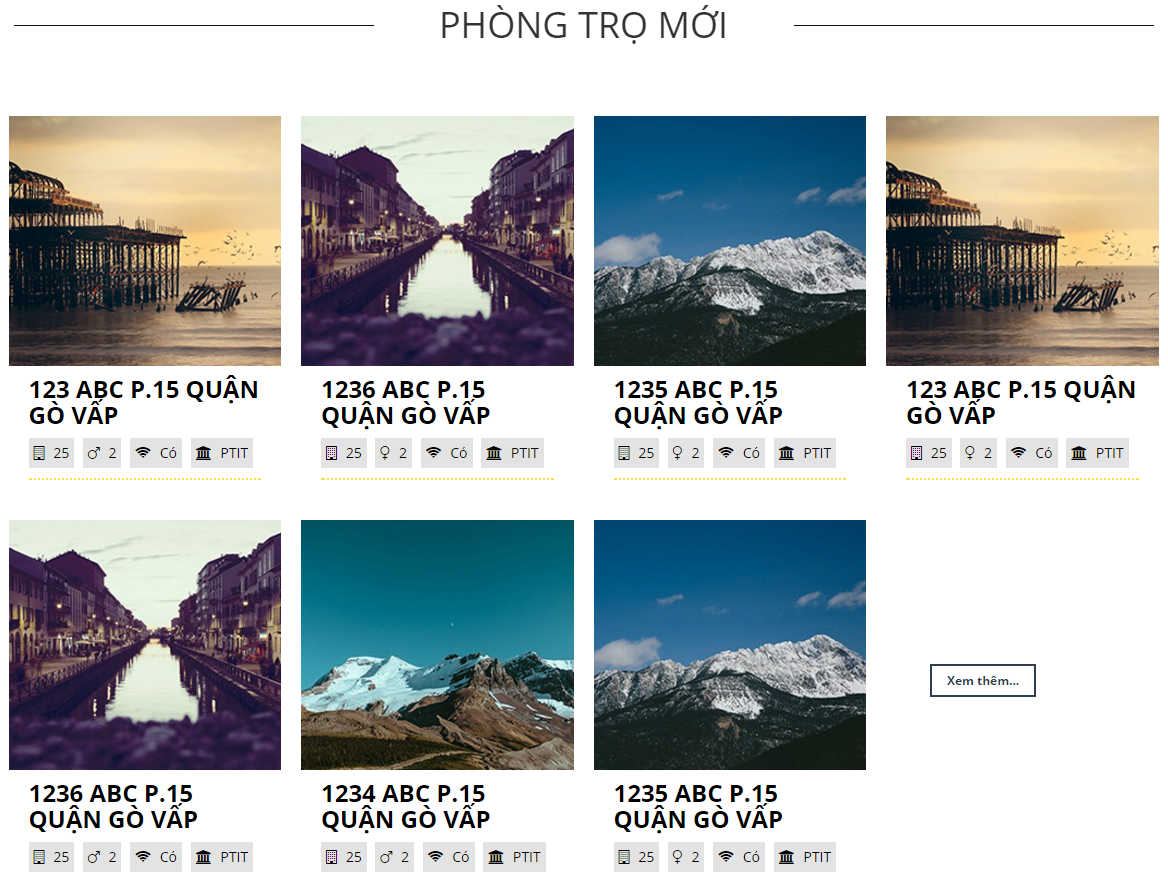 PHÒNG TRỌ MỚI
123 ABC P.15 QUẬN
GÒ VẤP
25 2 Có PTIT
1236 ABC P.15
QUẬN GÒ VẤP
25 2 Có PTIT
1235 ABC P.15
QUẬN GÒ VẤP
25 2 Có PTIT
123 ABC P.15 QUẬN
GÒ VẤP
25 2 Có PTIT
1236 ABC P.15
QUẬN GÒ VẤP
25 2 Có PTIT
1234 ABC P.15
QUẬN GÒ VẤP
25 2 Có PTIT
1235 ABC P.15
QUẬN GÒ VẤP
25 2 Có PTIT
Xem thêm...